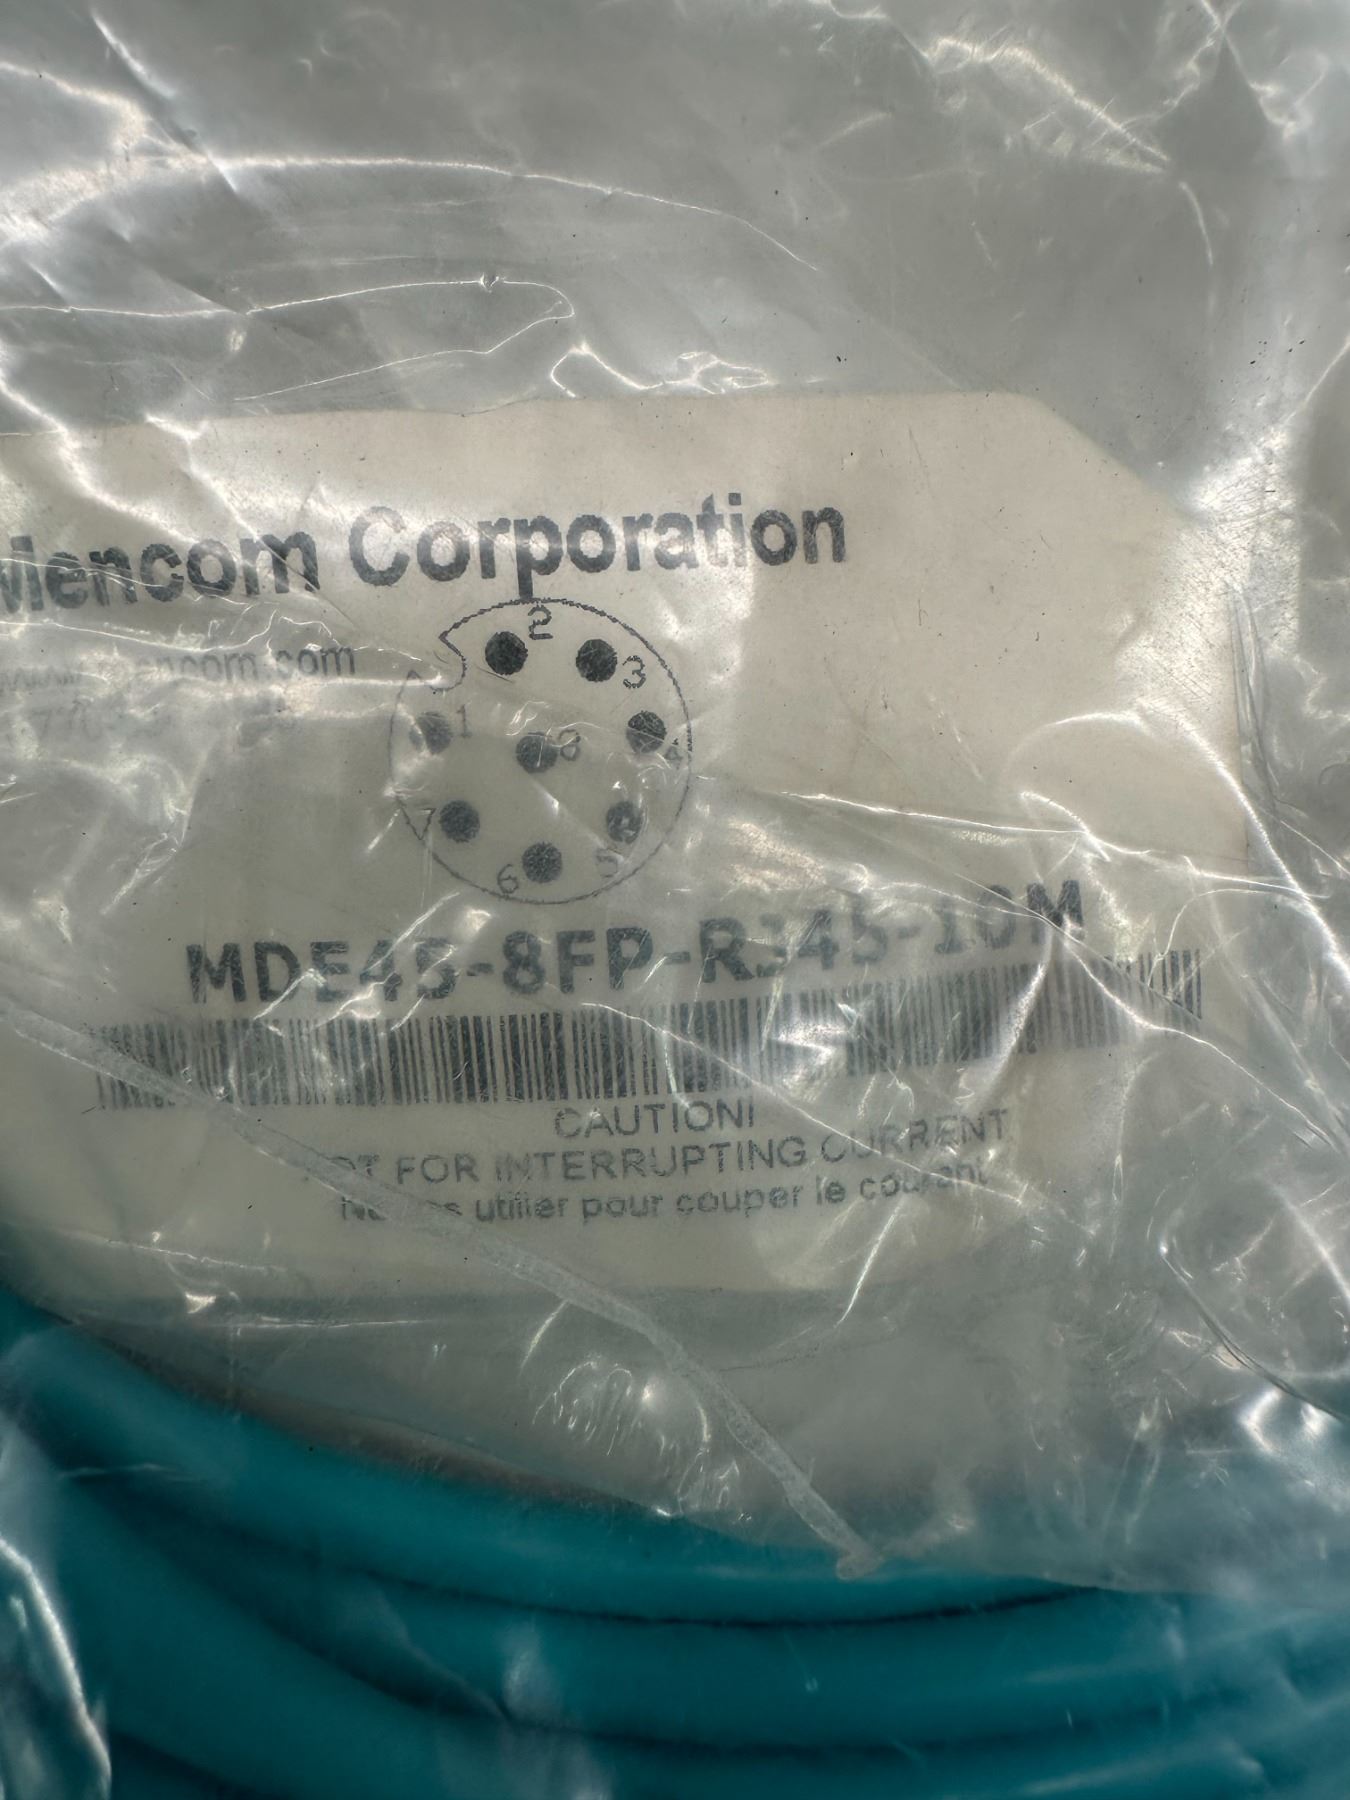 Mencom Corporation
2
3
1
8
4
7
5
6
MDE45-8FP-RJ45-10M
CAUTION!
FOR INTERRUPTING CURRENT
utilier pour couper le courant